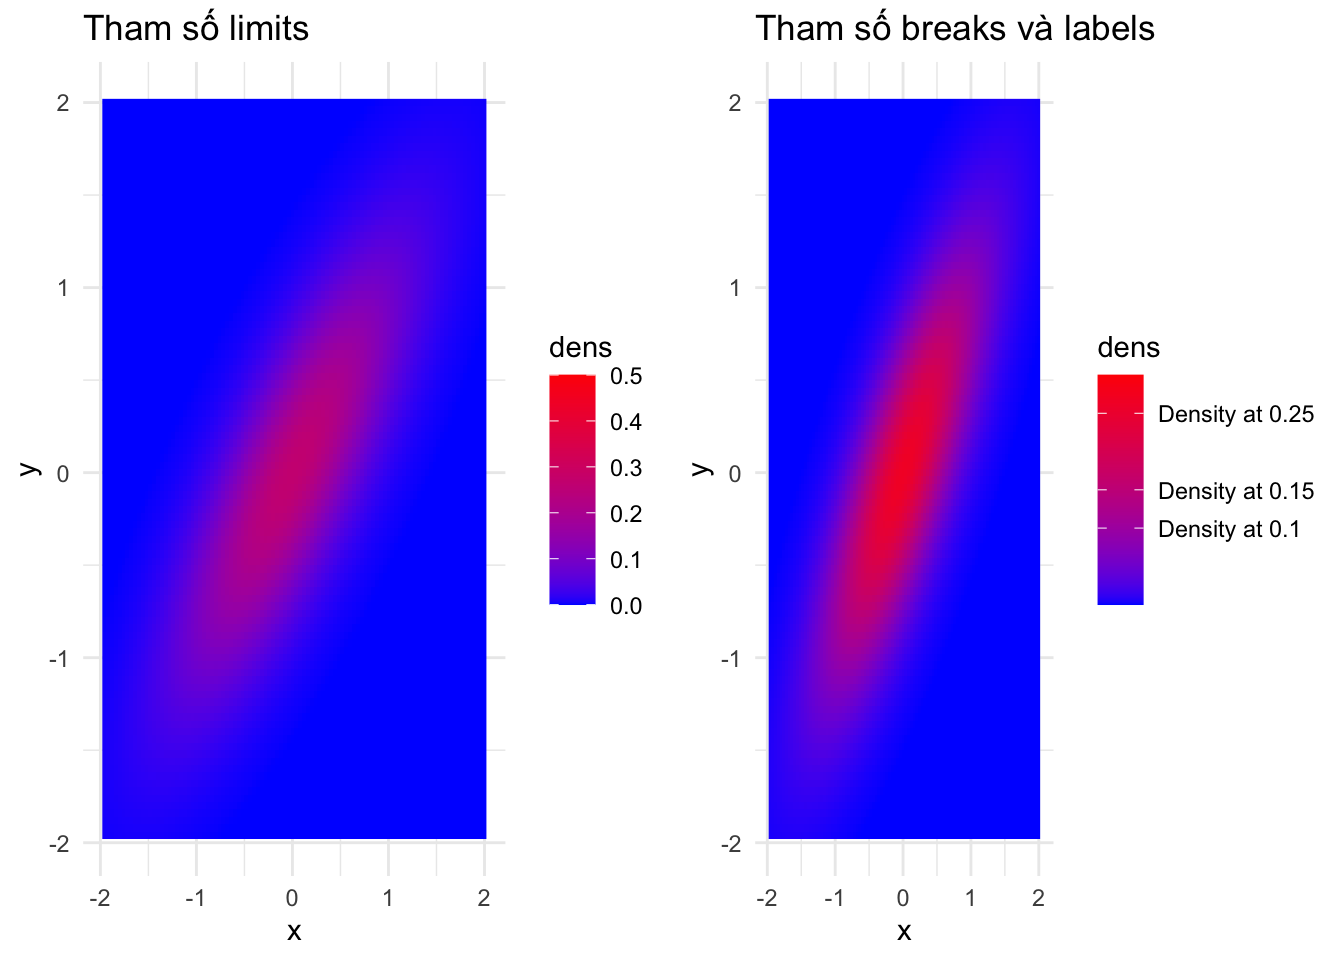 Tham số limits
y
2
1
0
-1
-2
-2 -1 0 1 2
x
dens
0.5
0.4
0.3
0.2
0.1
0.0
Tham số breaks và labels
y
2
1
0
-1
-2
-2 -1 0 1 2
x
dens
Density at 0.25
Density at 0.15
Density at 0.1